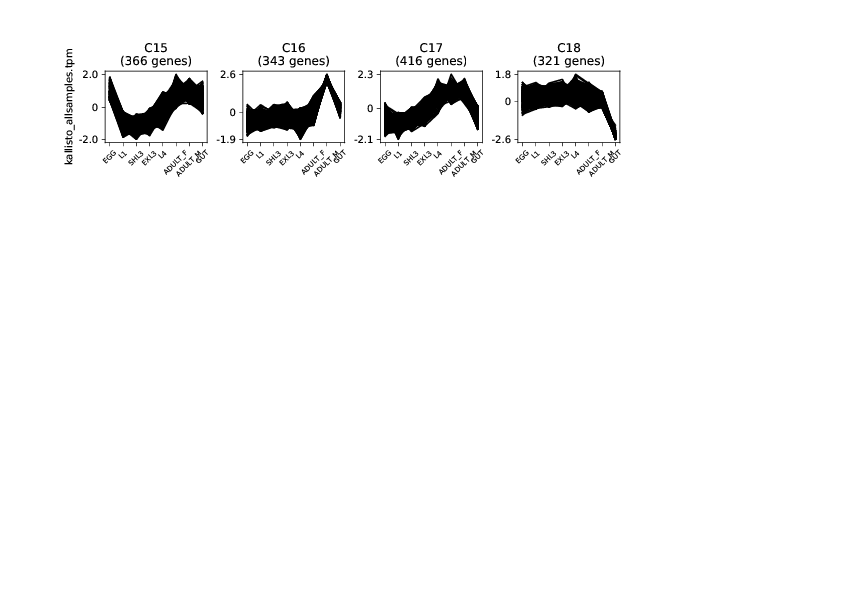 C15
(366 genes)
C16
(343 genes)
C17
(416 genes)
C18
(321 genes)
kallisto_allsamples.tpm
2.0
0
-2.0
EGG
L1
SHL3
EXL3
L4
ADULT_F
ADULT_M
GUT
2.6
0
-1.9
EGG
L1
SHL3
EXL3
L4
ADULT_F
ADULT_M
GUT
2.3
0
-2.1
EGG
L1
SHL3
EXL3
L4
ADULT_F
ADULT_M
GUT
1.8
0
-2.6
EGG
L1
SHL3
EXL3
L4
ADULT_F
ADULT_M
GUT